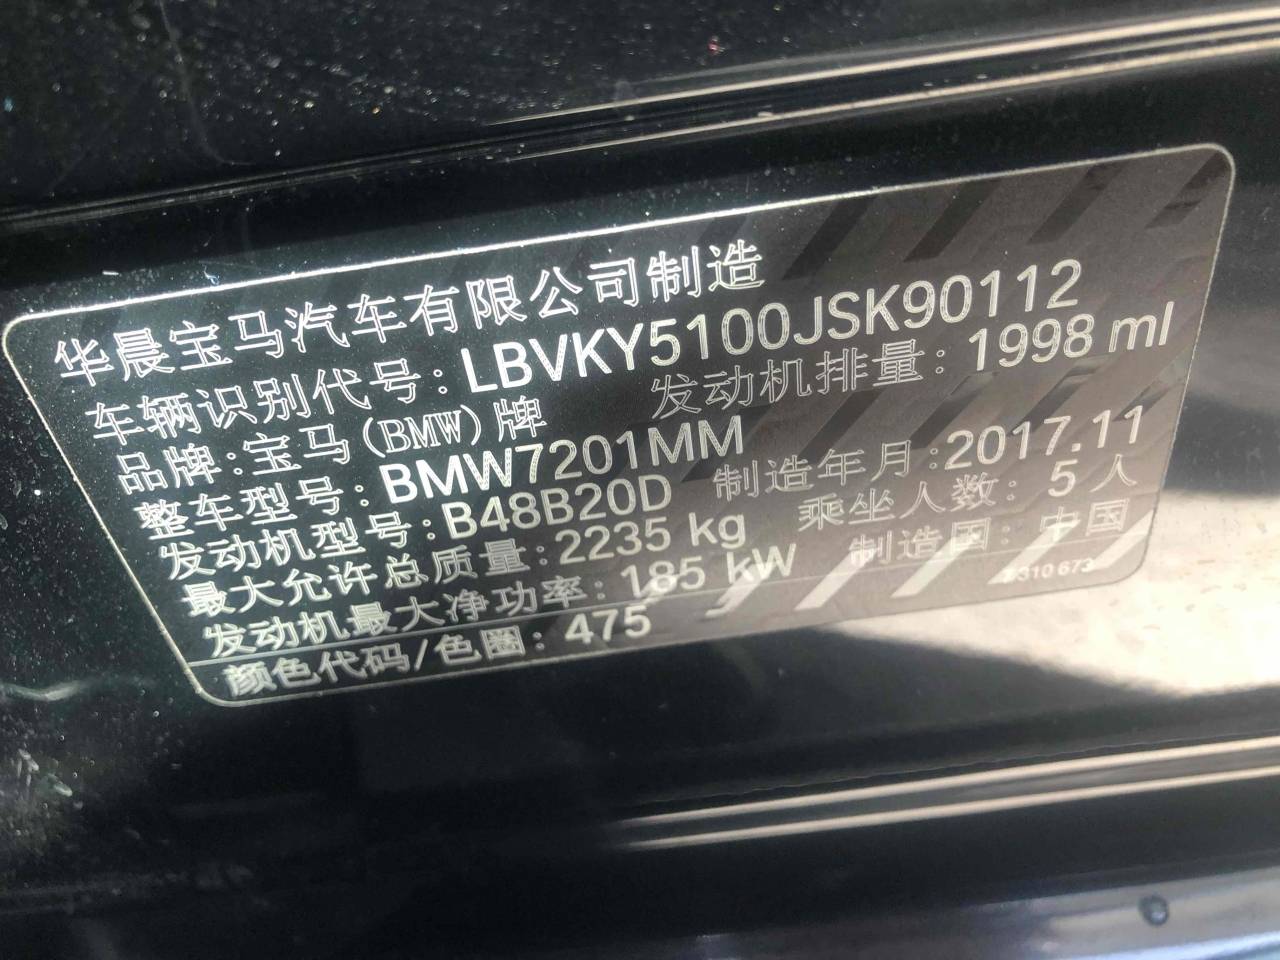 华晨宝马汽车有限公司制造
车辆识别代号: LBVKY5100JSK90112
品牌:宝马(BMW)牌 发动机排量: 1998 ml
整车型号: BMW7201MM
发动机型号: B48B20D 制造年月:2017.11
最大允许总质量:2235 kg 乘坐人数: 5 人
发动机最大净功率: 185 kW 制造国: 中国
颜色代码/色圈: 475
310 673